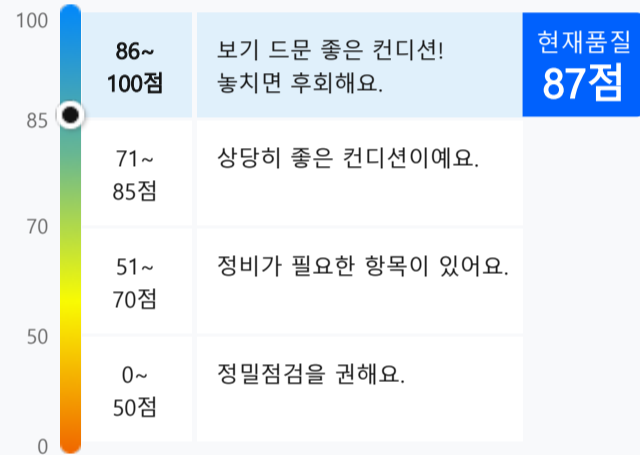 100
86~
100점
보기 드문 좋은 컨디션!
놓치면 후회해요.
현재품질
87점
85
71~
85점
상당히 좋은 컨디션이예요.
70
51~
70점
정비가 필요한 항목이 있어요.
50
0~
50점
정밀점검을 권해요.
0